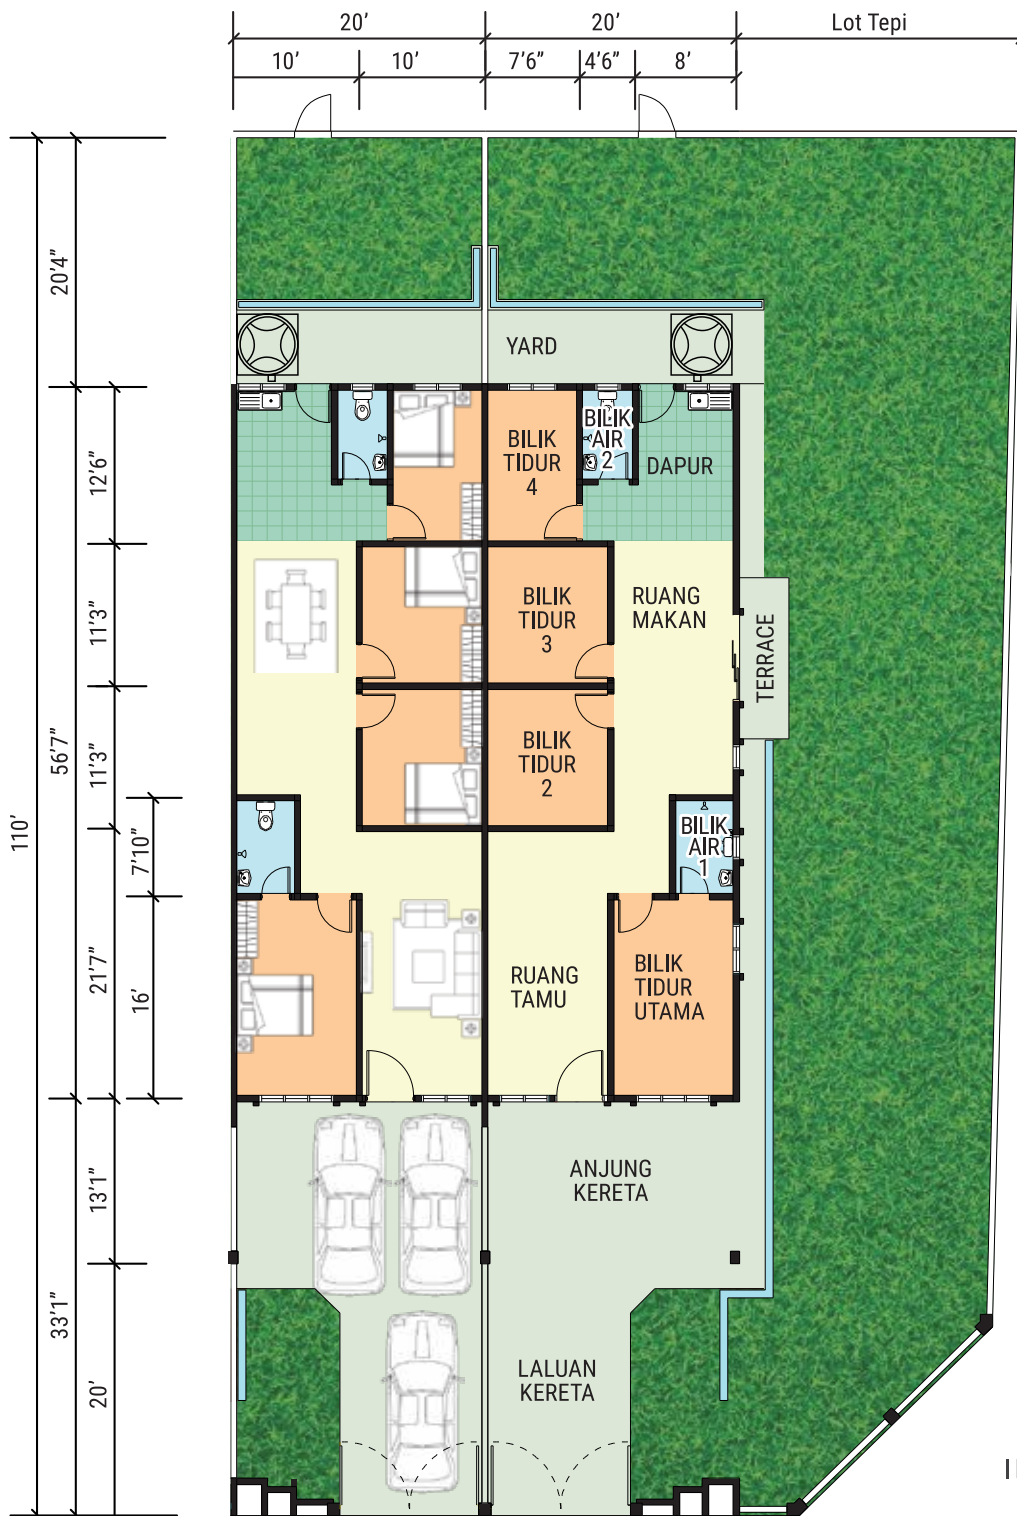 20'
20'
Lot Tepi
10'
10'
7'6"
4'6"
8'
20'4"
YARD
12'6"
BILIK
TIDUR
4
BILIK
AIR
2
DAPUR
11'3"
BILIK
TIDUR
3
RUANG
MAKAN
TERRACE
56'7"
11'3"
BILIK
TIDUR
2
110'
7'10"
BILIK
AIR
1
21'7"
16'
RUANG
TAMU
BILIK
TIDUR
UTAMA
13'1"
ANJUNG
KERETA
33'1"
20'
LALUAN
KERETA